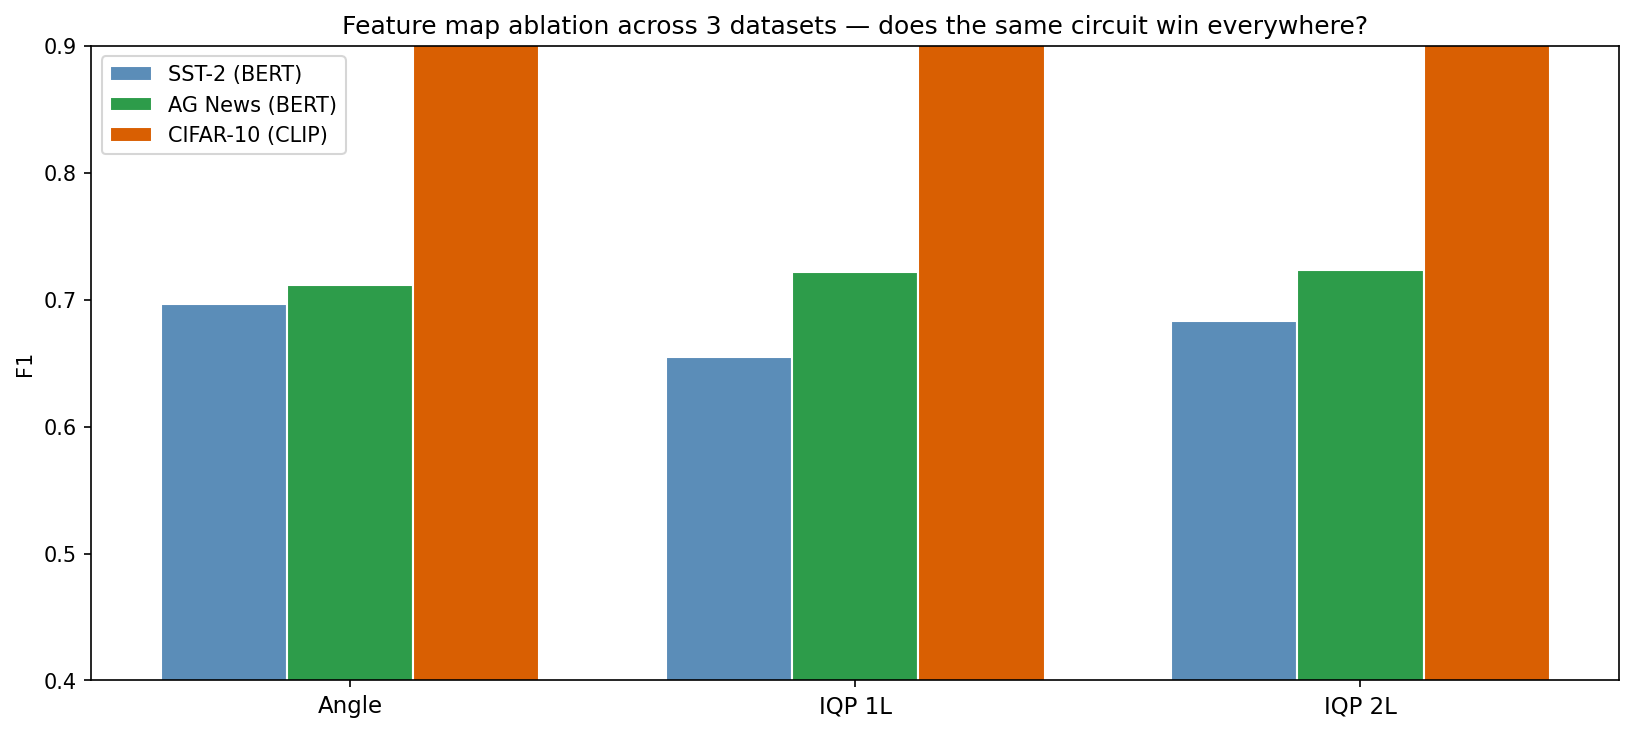 Feature map ablation across 3 datasets — does the same circuit win everywhere?
SST-2 (BERT)
AG News (BERT)
CIFAR-10 (CLIP)
F1
0.9
0.8
0.7
0.6
0.5
0.4
Angle
IQP 1L
IQP 2L